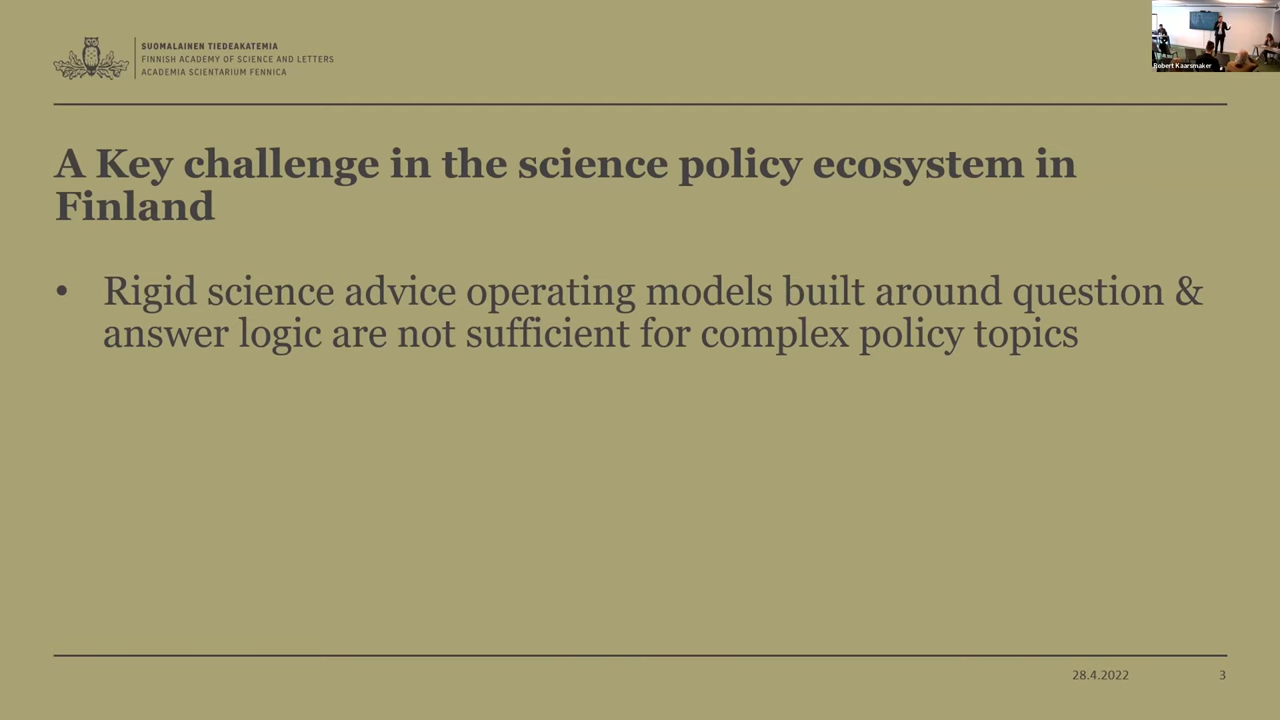 SUOMALAINEN TIEDEAKATEMIA
FINNISH ACADEMY OF SCIENCE AND LETTERS
ACADEMIA SCIENTIARUM FENNICA
Robert Kaarsmaker
A Key challenge in the science policy ecosystem in
Finland
• Rigid science advice operating models built around question &
answer logic are not sufficient for complex policy topics
28.4.2022
3